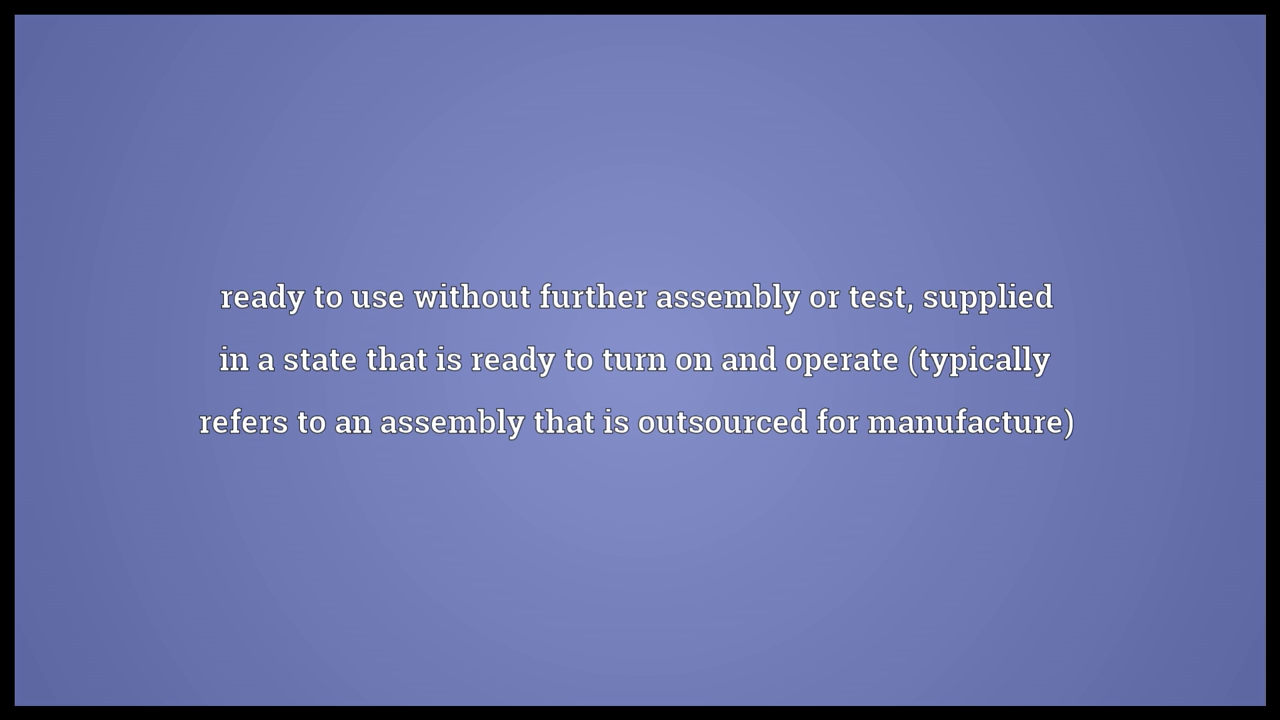 ready to use without further assembly or test, supplied
in a state that is ready to turn on and operate (typically
refers to an assembly that is outsourced for manufacture)